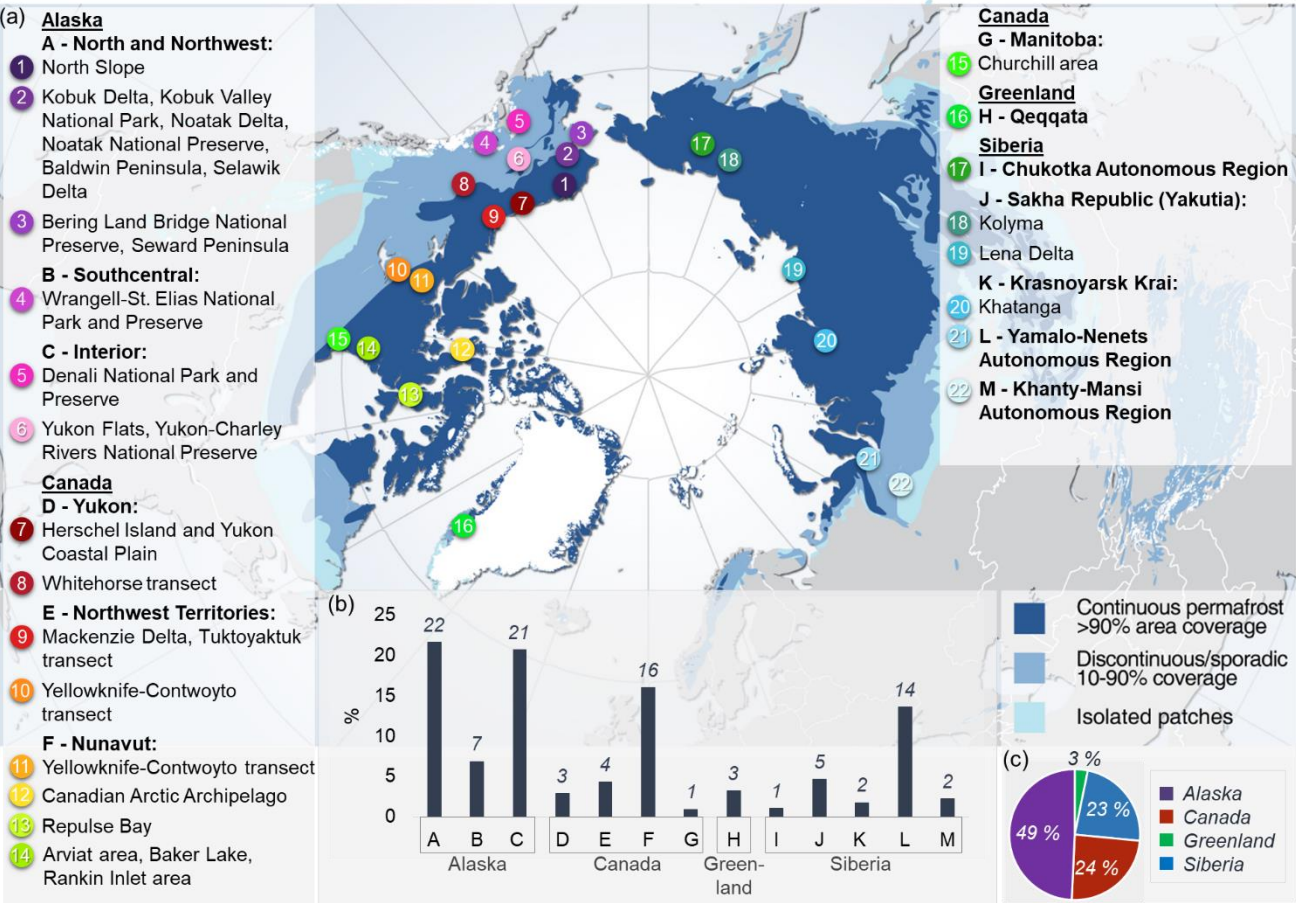 (a)
Alaska
A - North and Northwest:
1 North Slope
2 Kobuk Delta, Kobuk Valley
National Park, Noatak Delta,
Noatak National Preserve,
Baldwin Peninsula, Selawik
Delta
3 Bering Land Bridge National
Preserve, Seward Peninsula
B - Southcentral:
4 Wrangell-St. Elias National
Park and Preserve
C - Interior:
5 Denali National Park and
Preserve
6 Yukon Flats, Yukon-Charley
Rivers National Preserve
Canada
D - Yukon:
7 Herschel Island and Yukon
Coastal Plain
8 Whitehorse transect
E - Northwest Territories:
9 Mackenzie Delta, Tuktoyaktuk
transect
10 Yellowknife-Contwoyto
transect
F - Nunavut:
11 Yellowknife-Contwoyto transect
12 Canadian Arctic Archipelago
13 Repulse Bay
14 Arviat area, Baker Lake,
Rankin Inlet area
5
4
3
6
2
1
8
7
9
10
11
15
14
12
13
16
17
18
19
20
21
22
Canada
G - Manitoba:
15 Churchill area
Greenland
16 H - Qeqqata
Siberia
17 I - Chukotka Autonomous Region
J - Sakha Republic (Yakutia):
18 Kolyma
19 Lena Delta
K - Krasnoyarsk Krai:
20 Khatanga
21 L - Yamalo-Nenets
Autonomous Region
22 M - Khanty-Mansi
Autonomous Region
Continuous permafrost
>90% area coverage
Discontinuous/sporadic
10-90% coverage
Isolated patches
(b)
%
25
20
15
10
5
0
22
7
21
3
4
16
1
3
1
5
2
14
2
A B C D E F G H I J K L M
Alaska Canada Green- Siberia
land
(c)
3 %
23 %
24 %
49 %
Alaska
Canada
Greenland
Siberia